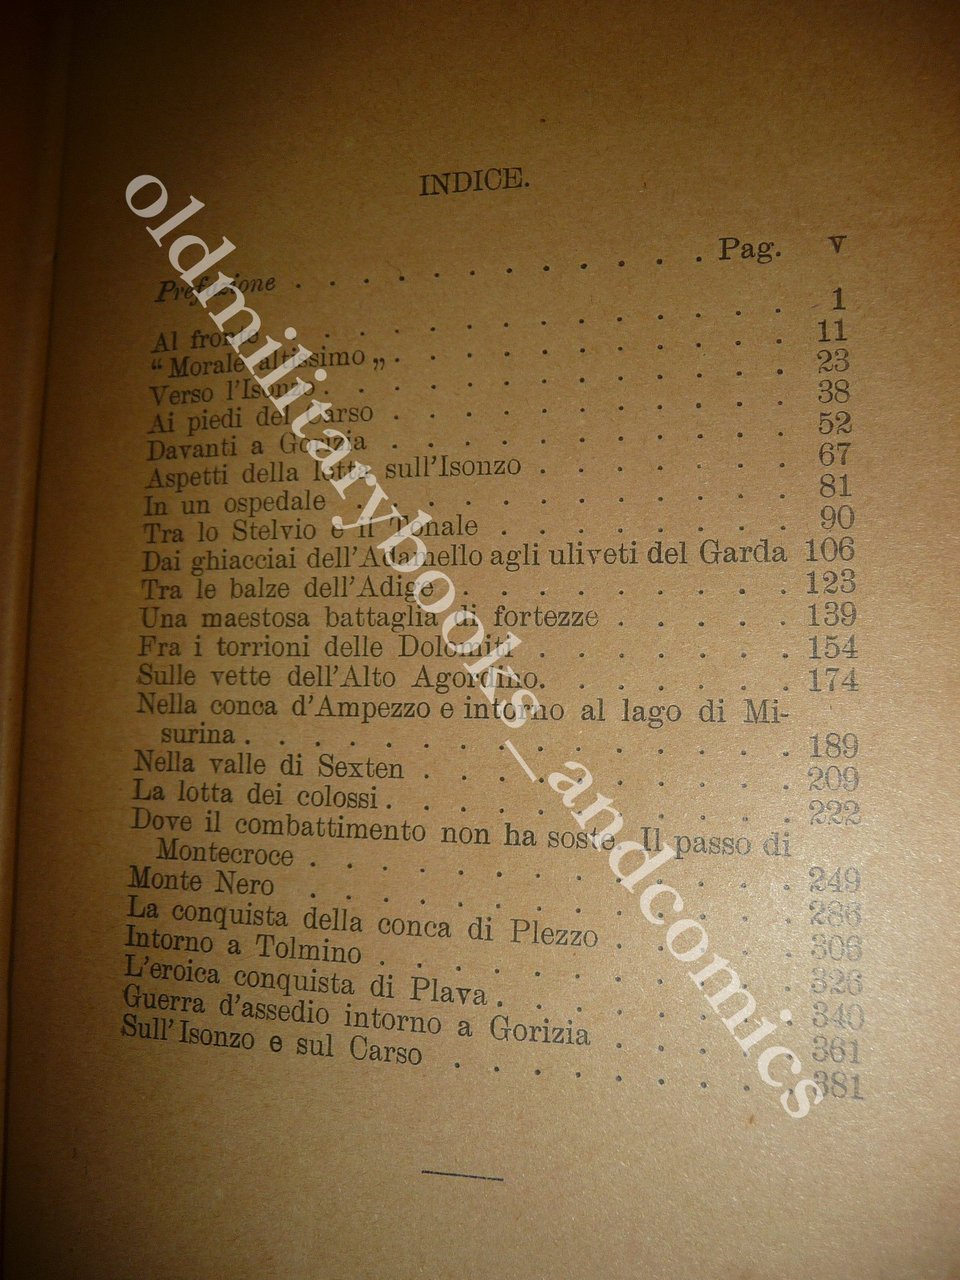 INDICE.
Prefazione . . . . . . . . . . . . . Pag. V
Al fronte . . . . . . . . . . . . . 1
“ Morale altissimo „ . . . . . . . . . . 11
Verso l'Isonzo . . . . . . . . . . . . 23
Ai piedi del Carso . . . . . . . . . . 38
Davanti a Gorizia . . . . . . . . . . 52
Aspetti della lotta sull'Isonzo . . . . . . . 67
In un ospedale . . . . . . . . . . . 81
Tra lo Stelvio e il Tonale . . . . . . . . 90
Dai ghiacciai dell'Adamello agli uliveti del Garda 106
Tra le balze dell'Adige . . . . . . . . . 123
Una maestosa battaglia di fortezze . . . . . 139
Fra i torrioni delle Dolomiti . . . . . . . 154
Sulle vette dell'Alto Agordino. . . . . . . 174
Nella conca d'Ampezzo e intorno al lago di Mi-
surina . . . . . . . . . . . . . . 189
Nella valle di Sexten . . . . . . . . . . 209
La lotta dei colossi . . . . . . . . . . . 222
Dove il combattimento non ha soste. Il passo di
Montecroce . . . . . . . . . . . . 249
Monte Nero . . . . . . . . . . . . 286
La conquista della conca di Plezzo . . . . . 306
Intorno a Tolmino . . . . . . . . . . 326
L'eroica conquista di Plava . . . . . . . . 340
Guerra d'assedio intorno a Gorizia . . . . . 361
Sull'Isonzo e sul Carso . . . . . . . . . 381
oldmilitarybooks_andcomics